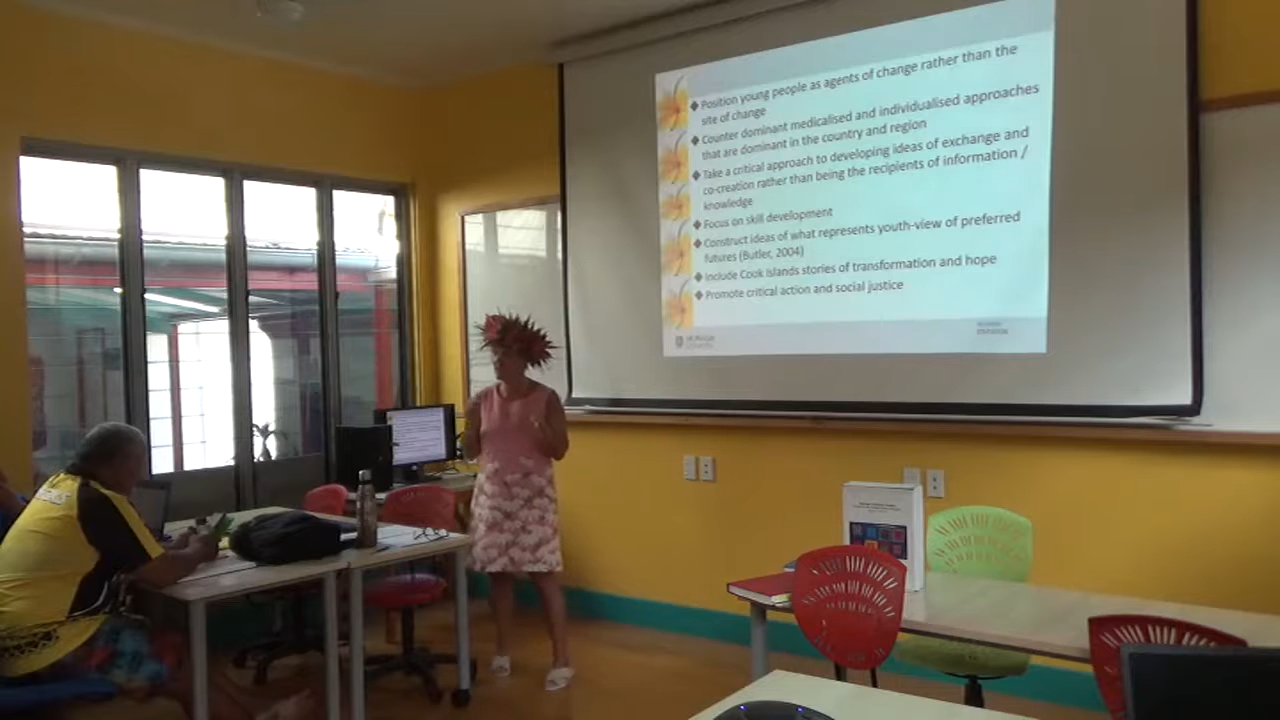 Position young people as agents of change rather than the
site of change
Counter dominant medicalised and individualised approaches
that are dominant in the country and region
Take a critical approach to developing ideas of exchange and
co-creation rather than being the recipients of information /
knowledge
Focus on skill development
Construct ideas of what represents youth-view of preferred
futures (Butler, 2004)
Include Cook Islands stories of transformation and hope
Promote critical action and social justice